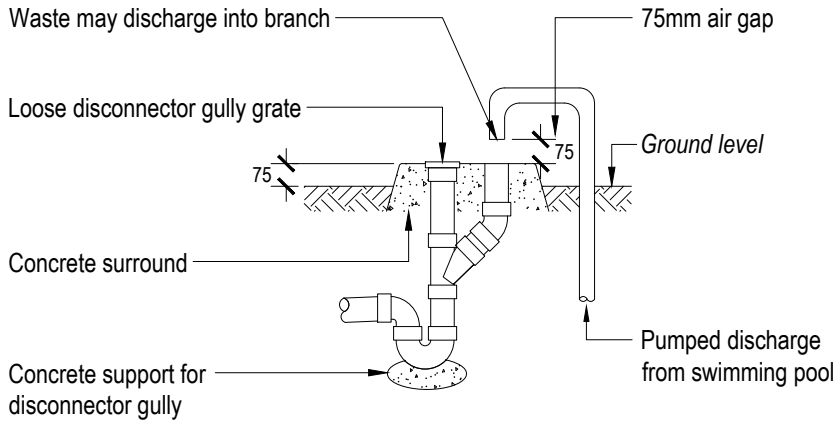 Waste may discharge into branch
75mm air gap
Loose disconnector gully grate
Ground level
75
75
Concrete surround
Pumped discharge
from swimming pool
Concrete support for
disconnector gully